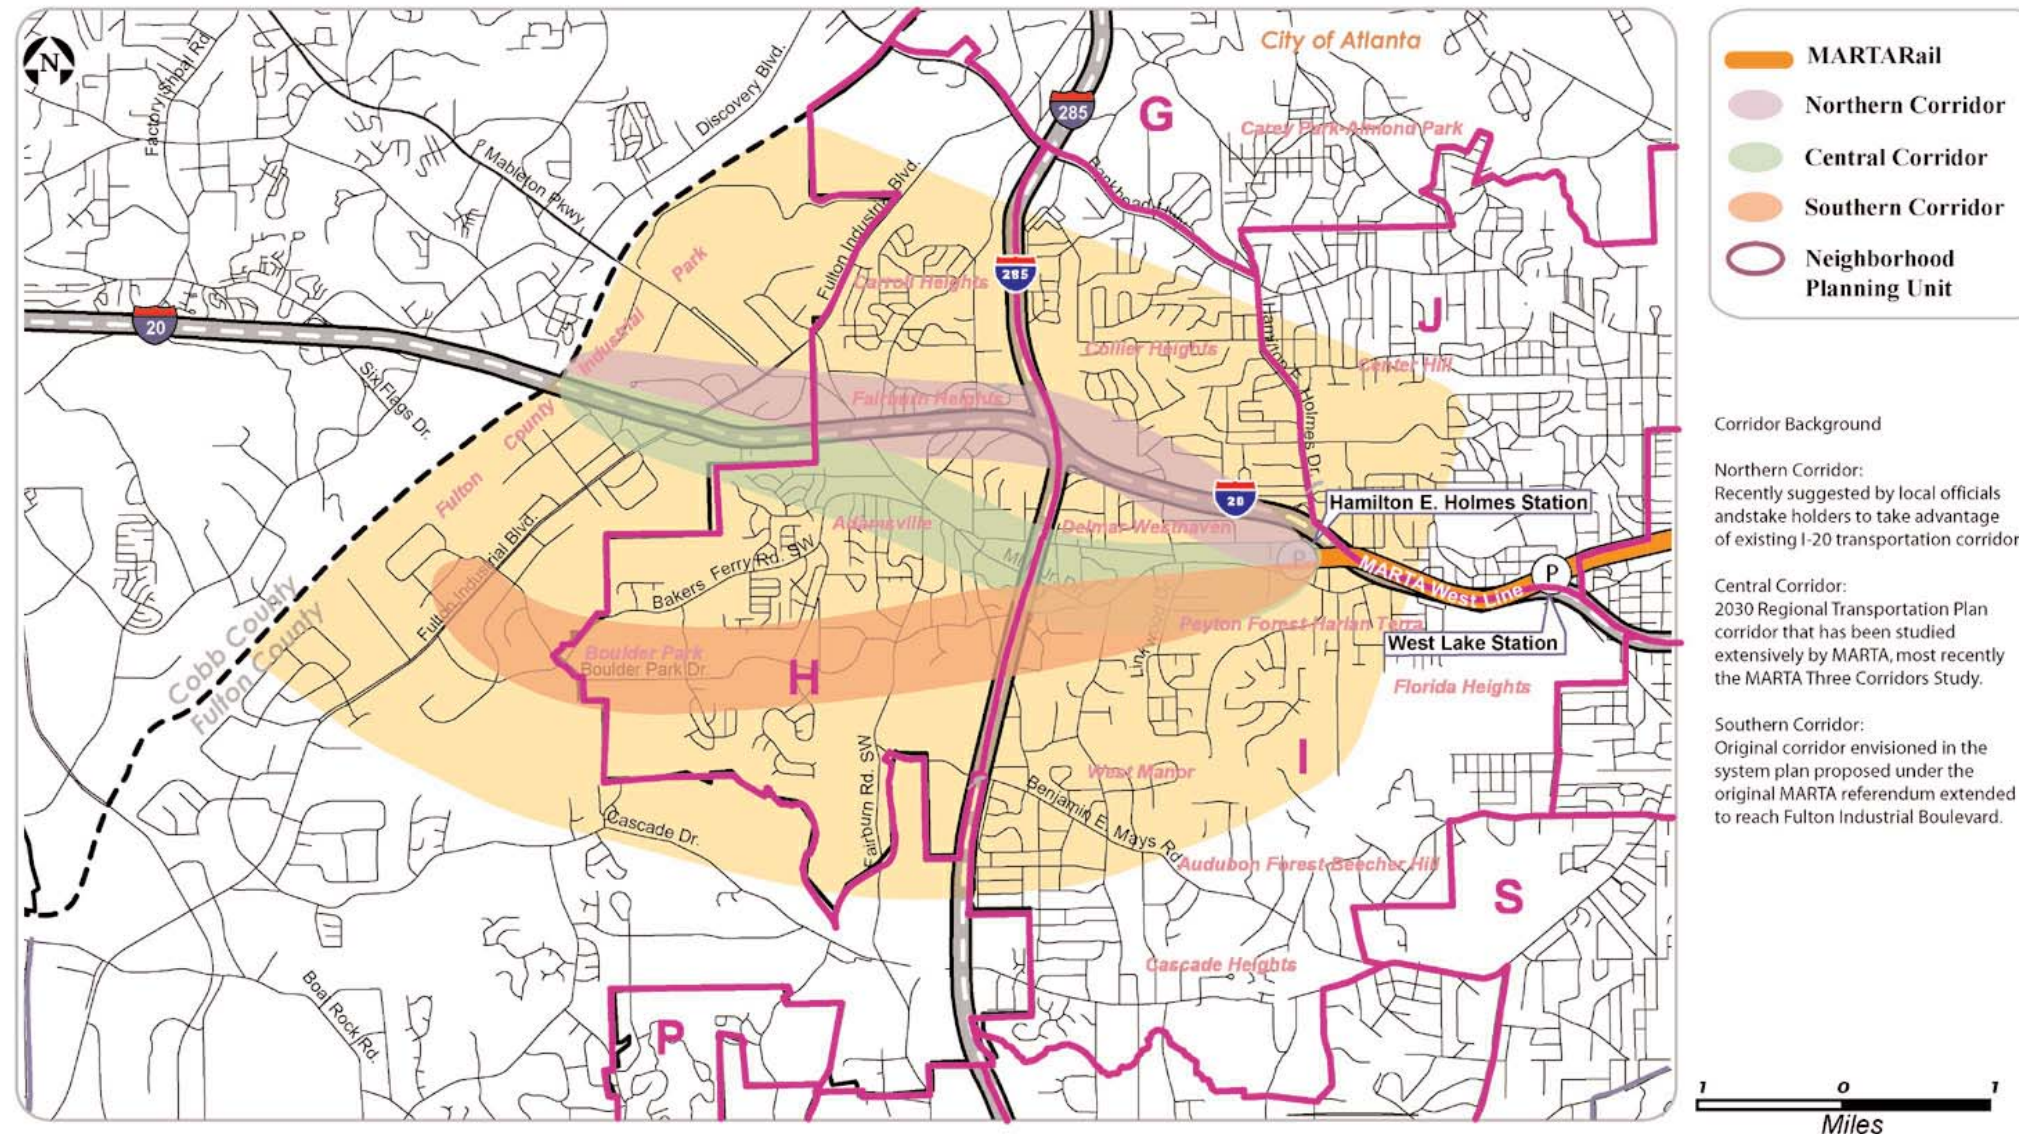 N
Factory Shoal Rd
Discovery Blvd.
City of Atlanta
285
G
Carey Park-Almond Park
Mableton Pkwy
Bankhead Hwy
Fulton Industrial Blvd.
Park
Carroll Heights
285
Industrial
20
Collier Heights
Hamilton E. Holmes Dr.
J
Center Hill
Six Flags Dr.
County
Fairburn Heights
Fulton
20
Hamilton E. Holmes Station
Adamsville
Delmar-Westhaven
Fulton Industrial Blvd.
Bakers Ferry Rd. SW
P
MARTA West Line
P
Cobb County
Fulton County
Peyton Forest-Harlan Terra
West Lake Station
Boulder Park
Boulder Park Dr.
H
Florida Heights
Fairburn Rd. SW
West Manor
I
Benjamin E. Mays Rd
Cascade Dr.
Audubon Forest-Beecher Hill
S
Cascade Heights
Boat Rock Rd.
P
MARTARail
Northern Corridor
Central Corridor
Southern Corridor
Neighborhood
Planning Unit
Corridor Background
Northern Corridor:
Recently suggested by local officials
andstake holders to take advantage
of existing I-20 transportation corridor
Central Corridor:
2030 Regional Transportation Plan
corridor that has been studied
extensively by MARTA, most recently
the MARTA Three Corridors Study.
Southern Corridor:
Original corridor envisioned in the
system plan proposed under the
original MARTA referendum extended
to reach Fulton Industrial Boulevard.
1 0 1
Miles